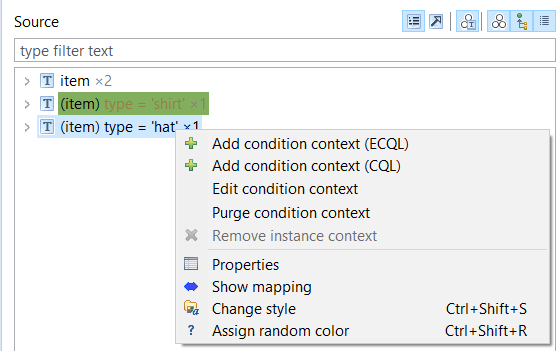 Source
type filter text
item ×2
(item) type = 'shirt' ×1
(item) type = 'hat' ×1
Add condition context (ECQL)
Add condition context (CQL)
Edit condition context
Purge condition context
Remove instance context
Properties
Show mapping
Change style Ctrl+Shift+S
Assign random color Ctrl+Shift+R